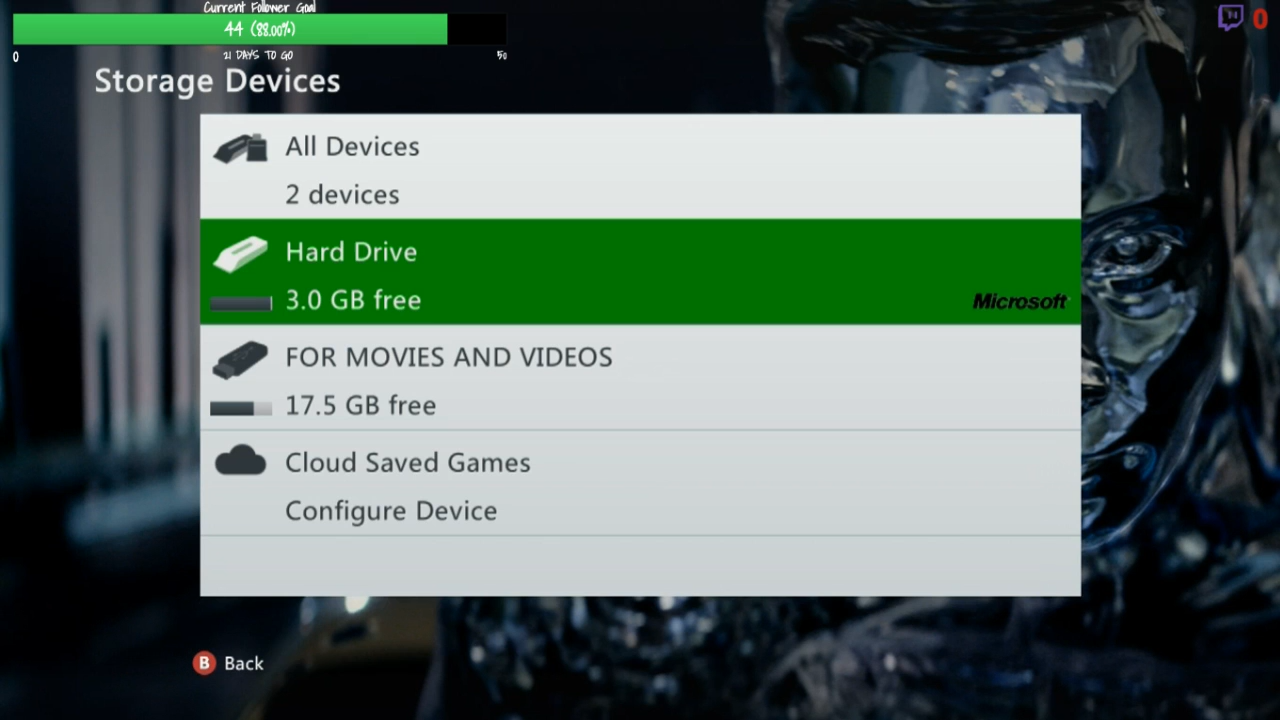 Current Follower Goal
44 (88.00%)
0
21 DAYS TO GO
50
0
Storage Devices
All Devices
2 devices
Hard Drive
3.0 GB free
Microsoft
FOR MOVIES AND VIDEOS
17.5 GB free
Cloud Saved Games
Configure Device
B Back